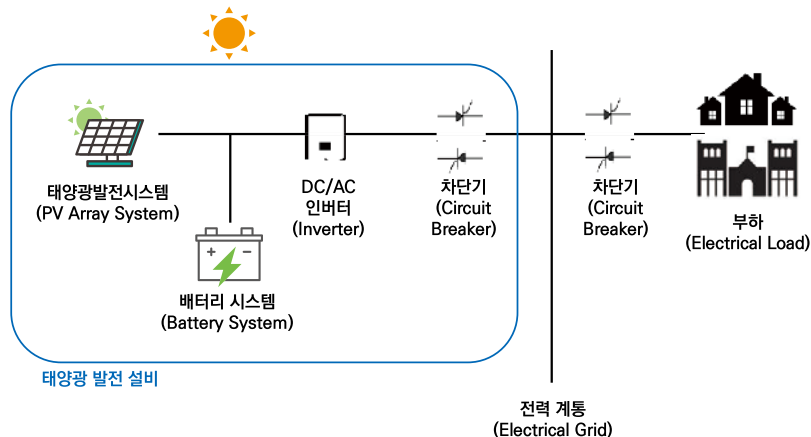 태양광발전시스템
(PV Array System)
DC/AC
인버터
(Inverter)
차단기
(Circuit
Breaker)
차단기
(Circuit
Breaker)
부하
(Electrical Load)
배터리 시스템
(Battery System)
태양광 발전 설비
전력 계통
(Electrical Grid)